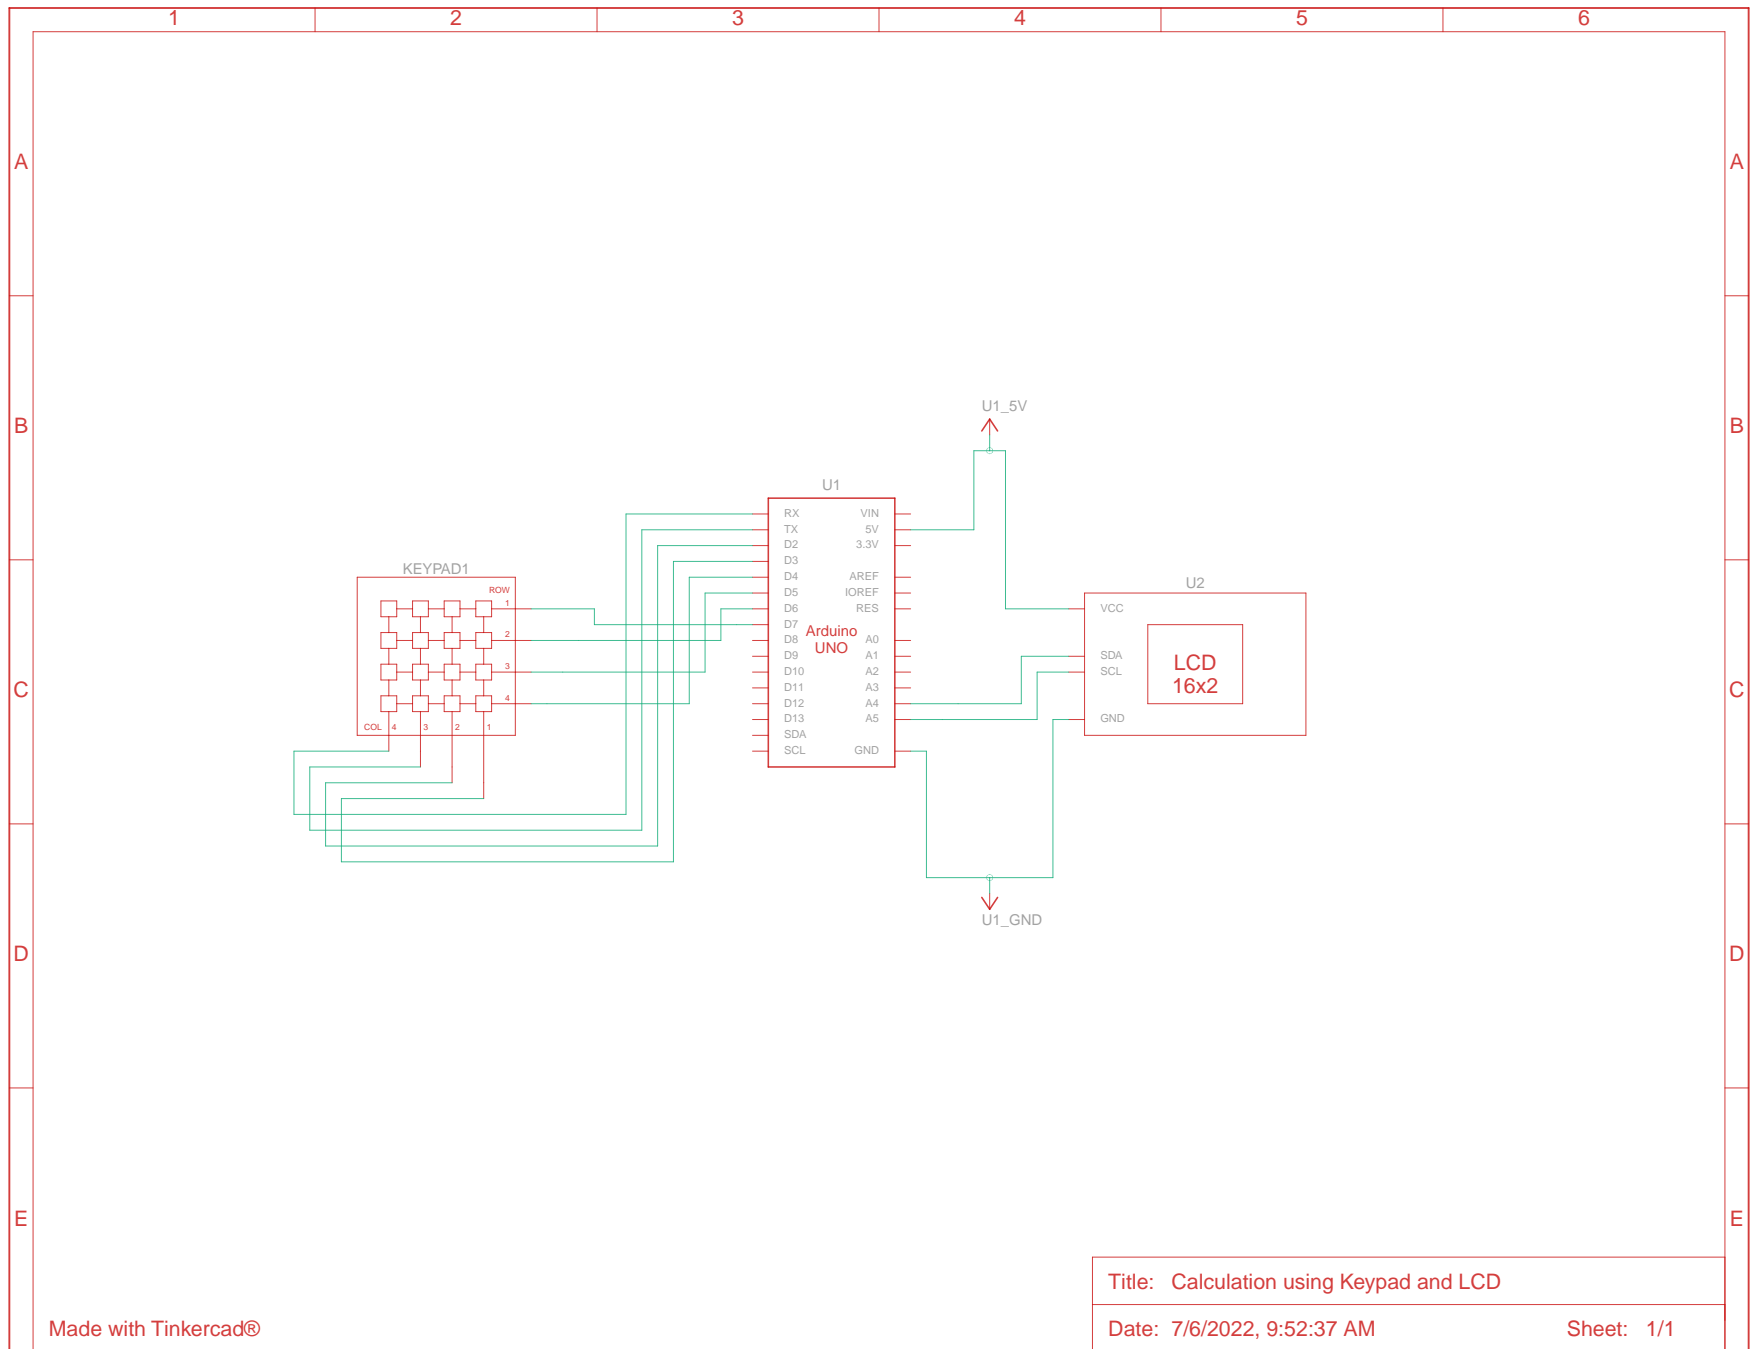 1 2 3 4 5 6
A A
U1_5V
B B
U1
RX VIN
TX 5V
D2 3.3V
D3
KEYPAD1
D4 AREF
U2
ROW
D5 IOREF
1
D6 RES
VCC
D7
Arduino
2
D8 A0
UNO
D9 A1
SDA
3
D10 A2
SCL
LCD
C C
D11 A3
16x2
4
D12 A4
D13 A5
GND
COL 4 3 2 1
SDA
SCL GND
U1_GND
D D
E E
Title: Calculation using Keypad and LCD
Made with Tinkercad®
Date: 7/6/2022, 9:52:37 AM Sheet: 1/1